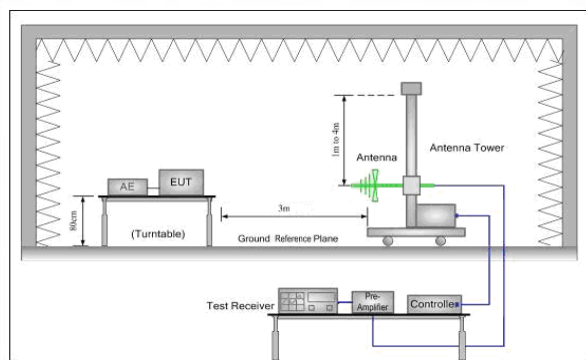 1m to 4m
Antenna
Antenna Tower
AE
EUT
80cm
(Turntable)
3m
Ground Reference Plane
Test Receiver
Pre-
Amplifier
Controller